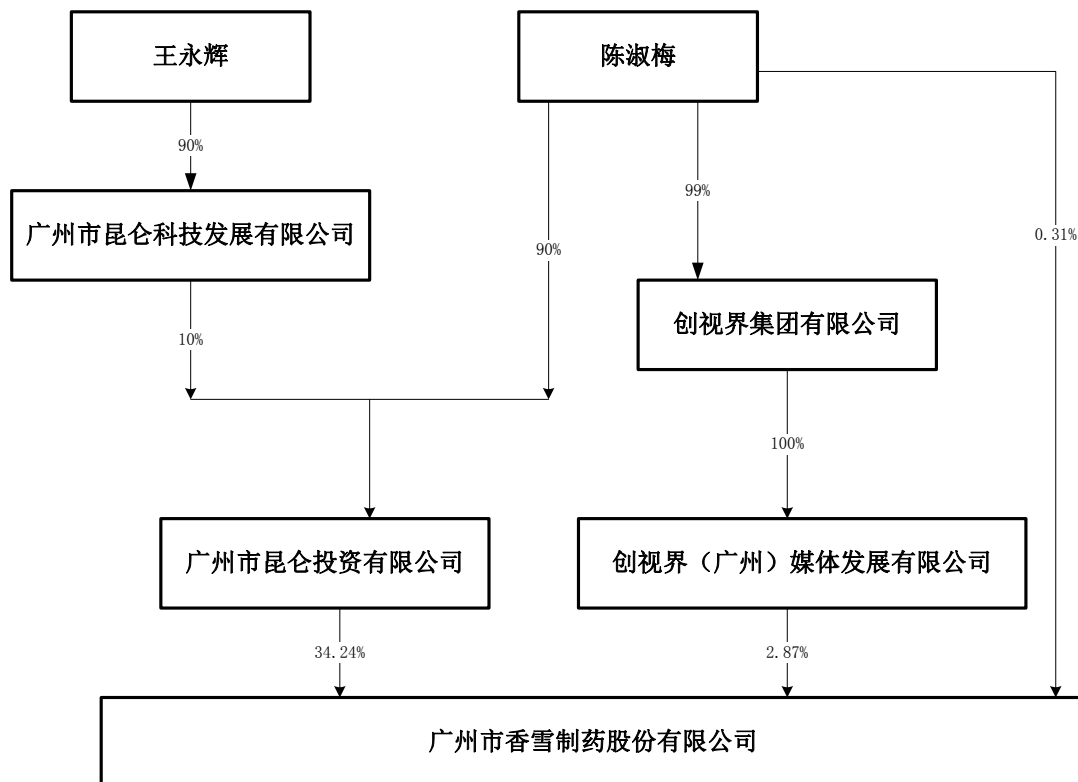 王永辉
陈淑梅
90%
99%
广州市昆仑科技发展有限公司
90%
0.31%
创视界集团有限公司
10%
100%
广州市昆仑投资有限公司
创视界（广州）媒体发展有限公司
34.24%
2.87%
广州市香雪制药股份有限公司